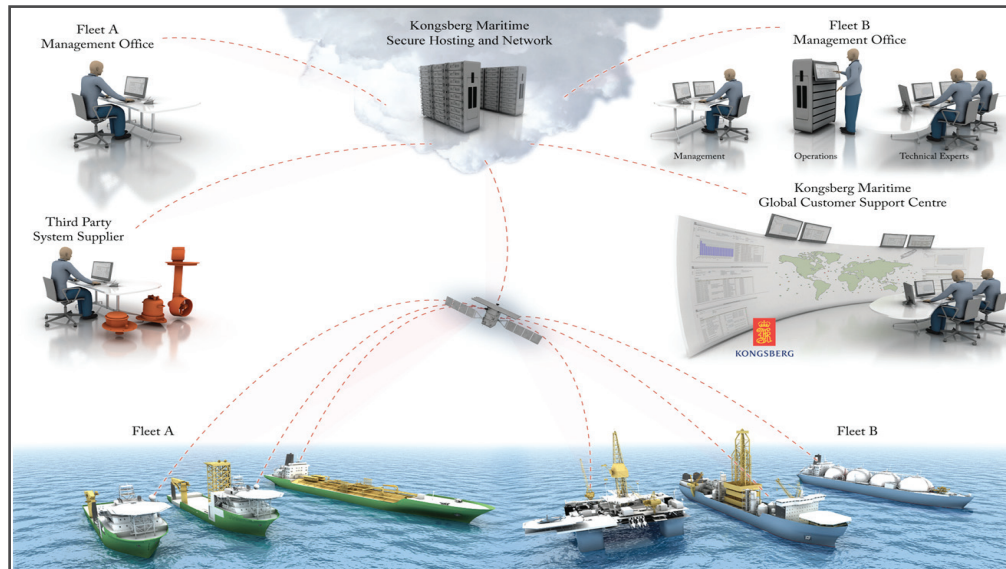 Fleet A
Management Office
Kongsberg Maritime
Secure Hosting and Network
Fleet B
Management Office
Management
Operations
Technical Experts
Third Party
System Supplier
Kongsberg Maritime
Global Customer Support Centre
KONGSBERG
Fleet A
Fleet B